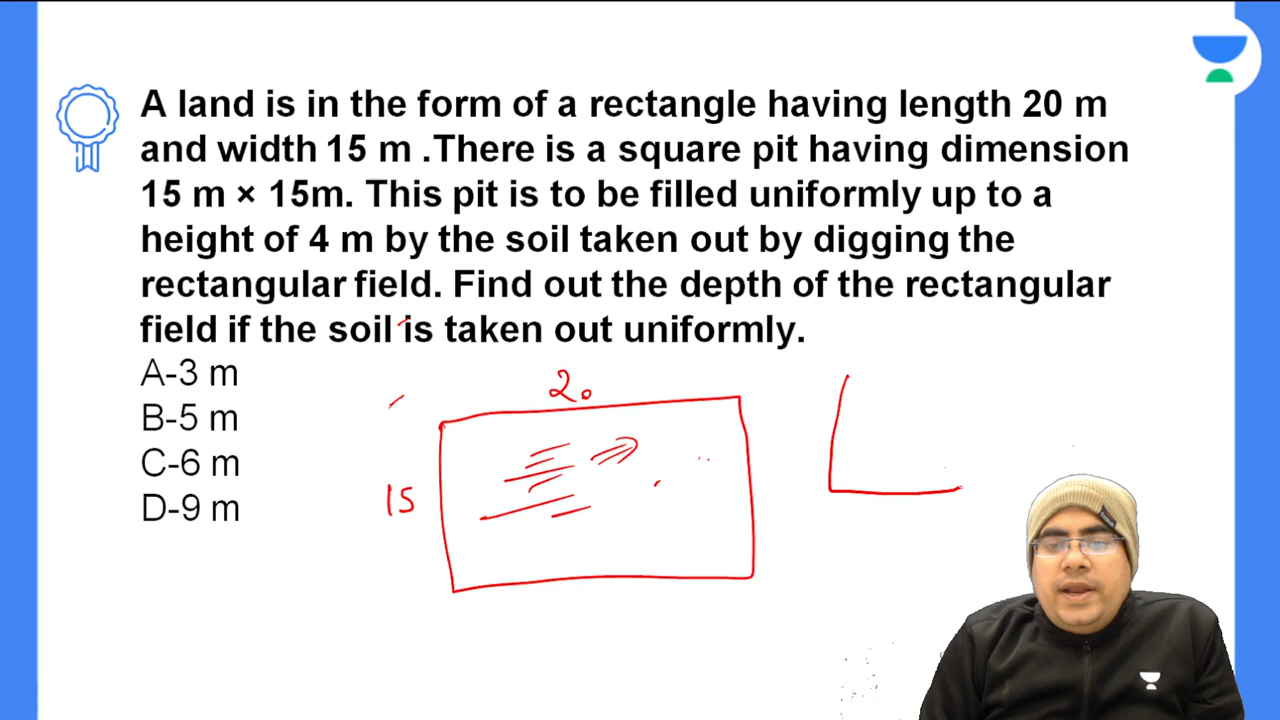 A land is in the form of a rectangle having length 20 m
and width 15 m .There is a square pit having dimension
15 m × 15m. This pit is to be filled uniformly up to a
height of 4 m by the soil taken out by digging the
rectangular field. Find out the depth of the rectangular
field if the soil is taken out uniformly.
A-3 m
B-5 m
C-6 m
D-9 m
20
15